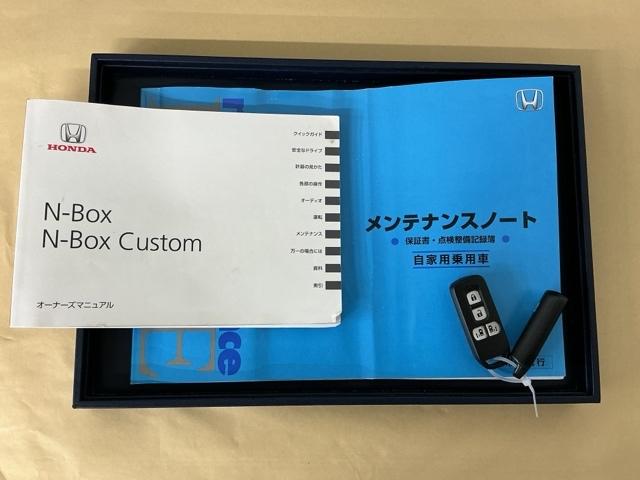 HONDA
N-Box
N-Box Custom
オーナーズマニュアル
クイックガイド
安全なドライブ
計器の見かた
各部の操作
オーディオ
運転
メンテナンス
万一の場合には
資料
索引
メンテナンスノート
保証書・点検整備記録簿
自家用乗用車
行
ce